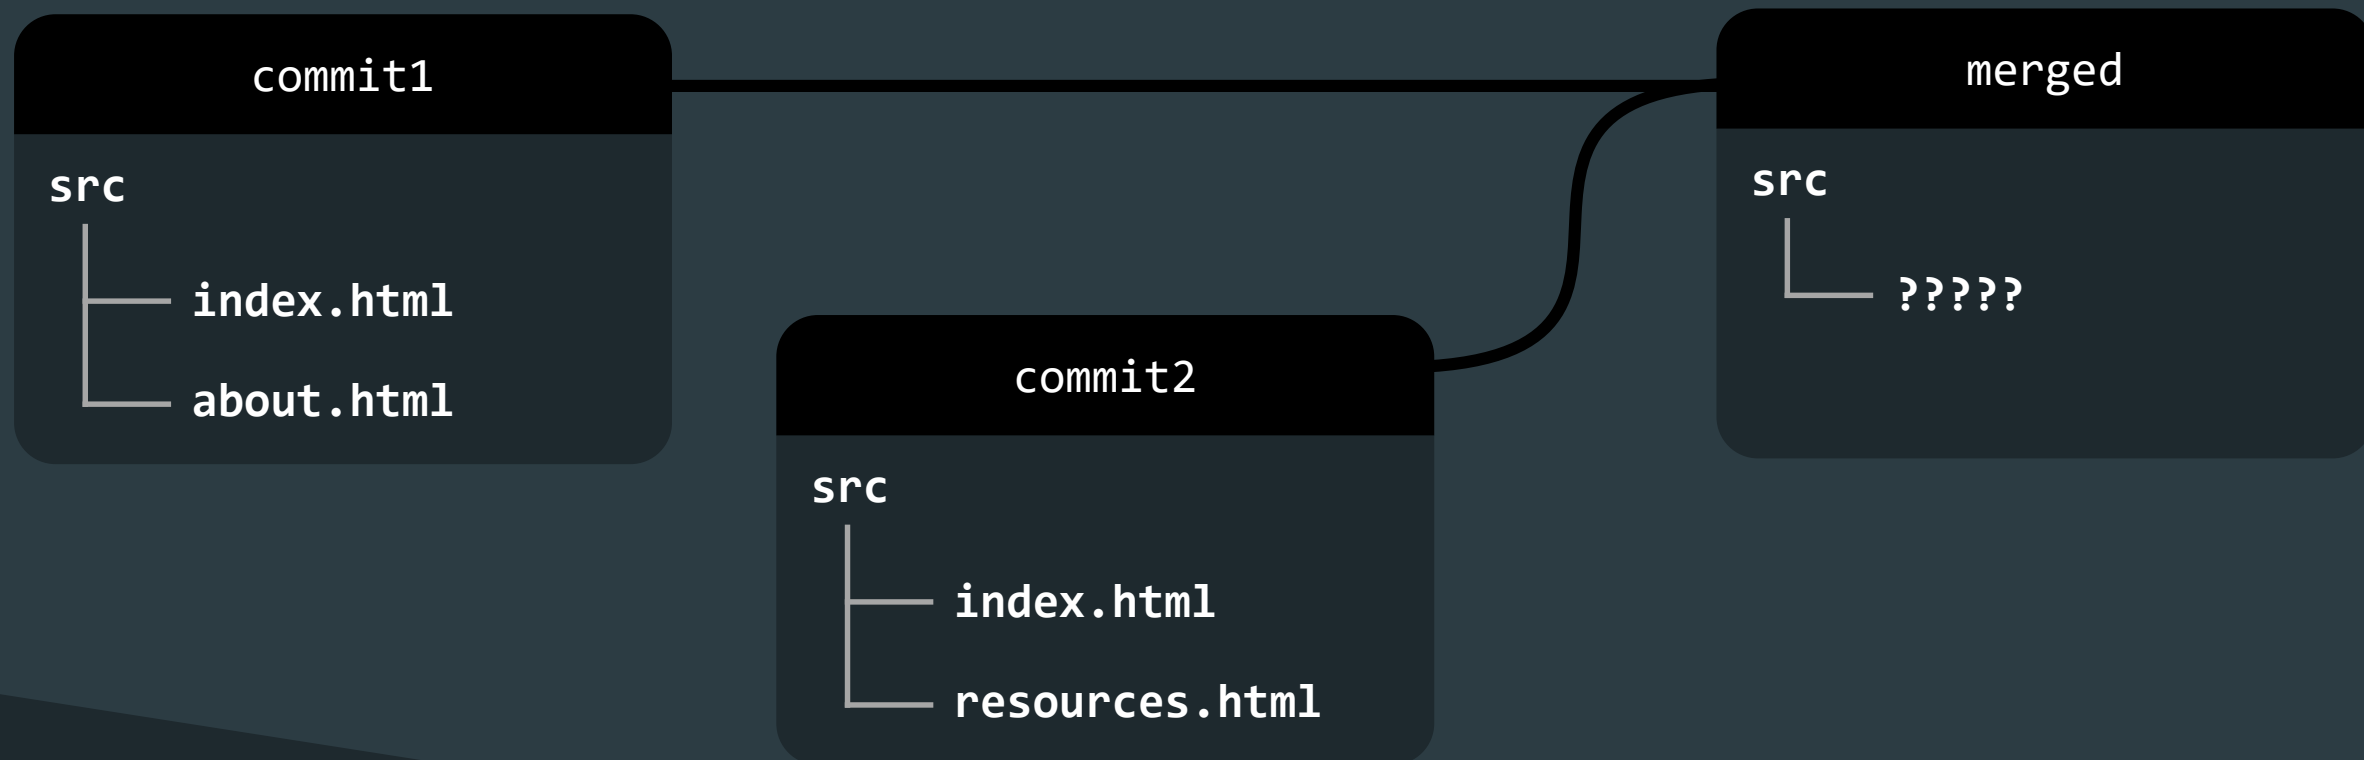 commit1
src
index.html
about.html
commit2
src
index.html
resources.html
merged
src
?????